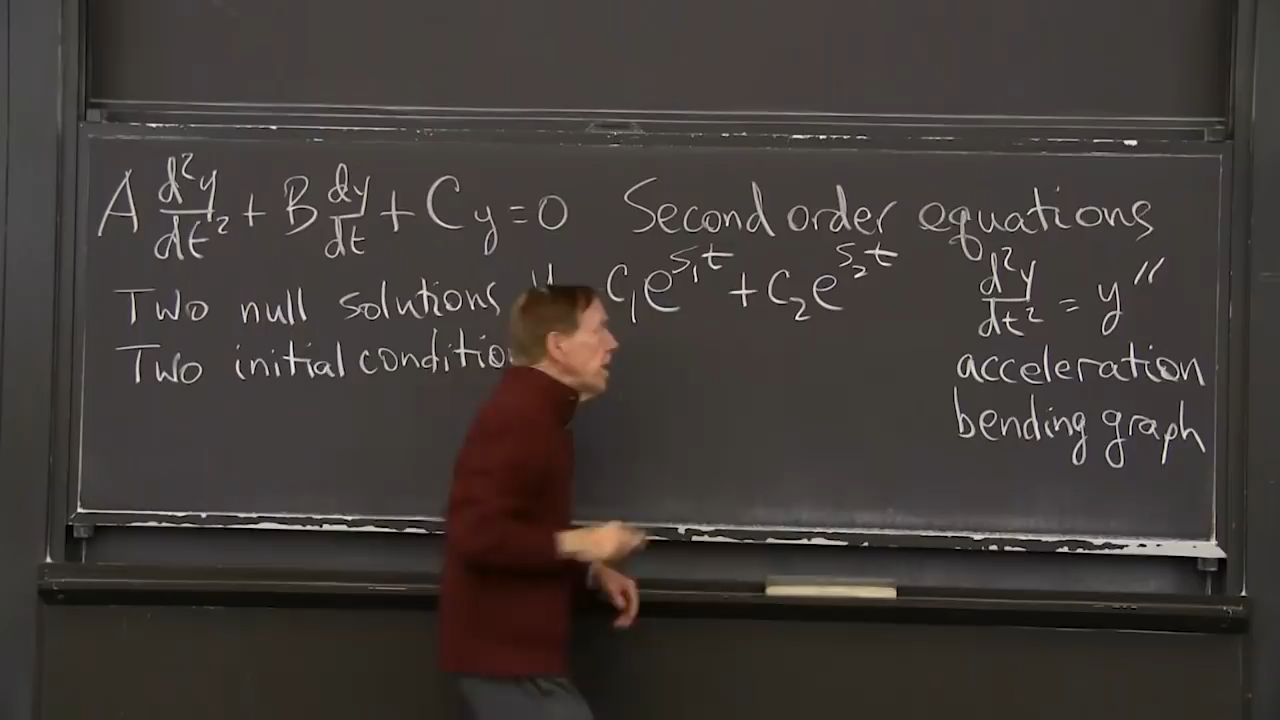 A d²y/dt² + B dy/dt + Cy = 0 Second order equations
Two null solutions C₁e^{s₁t} + C₂e^{s₂t}
Two initial
d²y/dt² = y″
acceleration
bending graph